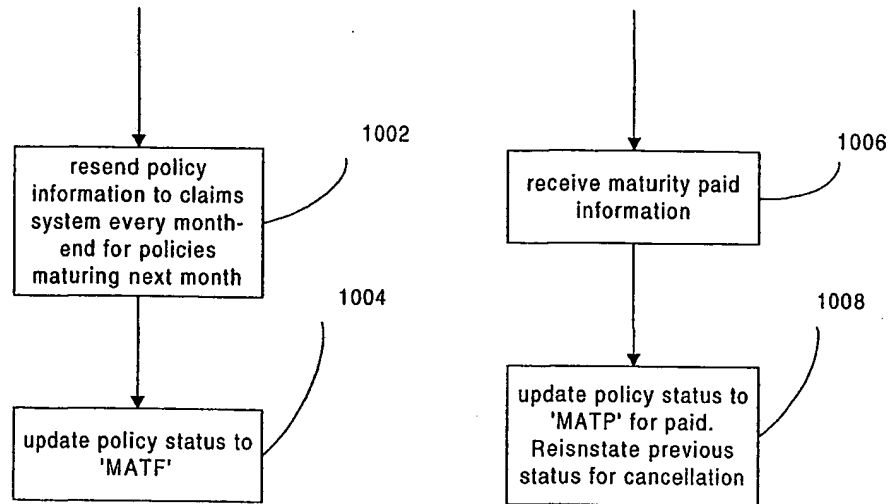 1002
resend policy
information to claims
system every month-
end for policies
maturing next month
1004
update policy status to
'MATF'
1006
receive maturity paid
information
1008
update policy status to
'MATP' for paid.
Reisnstate previous
status for cancellation